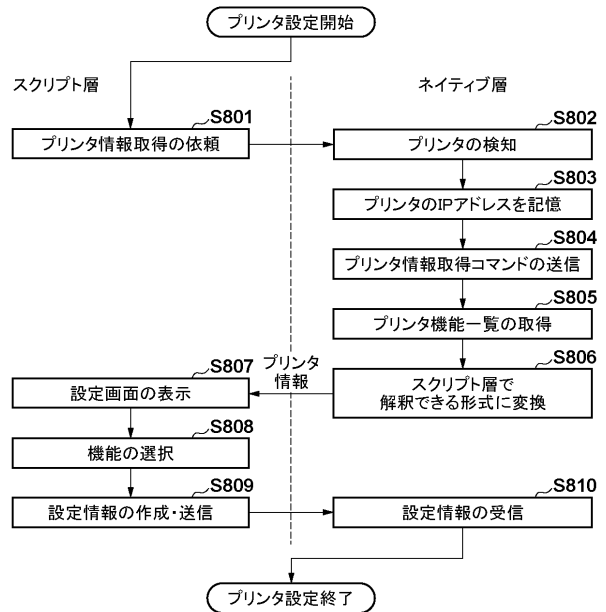 プリンタ設定開始
スクリプト層
ネイティブ層
S801
プリンタ情報取得の依頼
S802
プリンタの検知
S803
プリンタのIPアドレスを記憶
S804
プリンタ情報取得コマンドの送信
S805
プリンタ機能一覧の取得
S806
スクリプト層で
解釈できる形式に変換
プリンタ
情報
S807
設定画面の表示
S808
機能の選択
S809
設定情報の作成・送信
S810
設定情報の受信
プリンタ設定終了